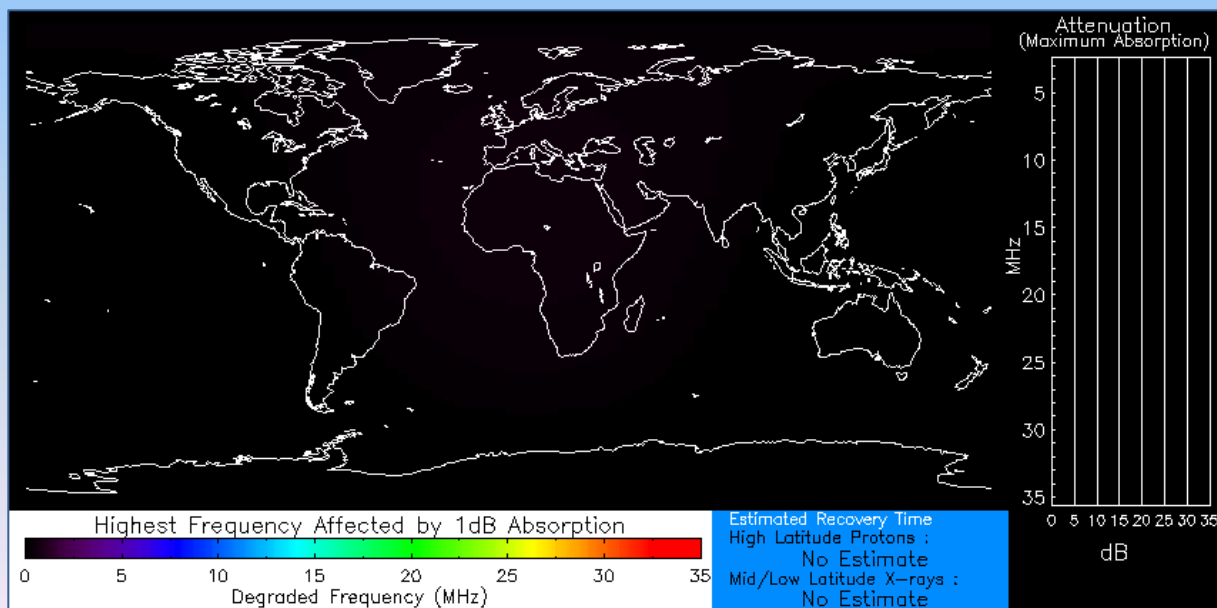 Attenuation
(Maximum Absorption)
5
10
15
20
25
30
35
MHz
0 5 10 15 20 25 30 35
dB
Highest Frequency Affected by 1dB Absorption
0 5 10 15 20 25 30 35
Degraded Frequency (MHz)
Estimated Recovery Time
High Latitude Protons :
No Estimate
Mid/Low Latitude X-rays :
No Estimate